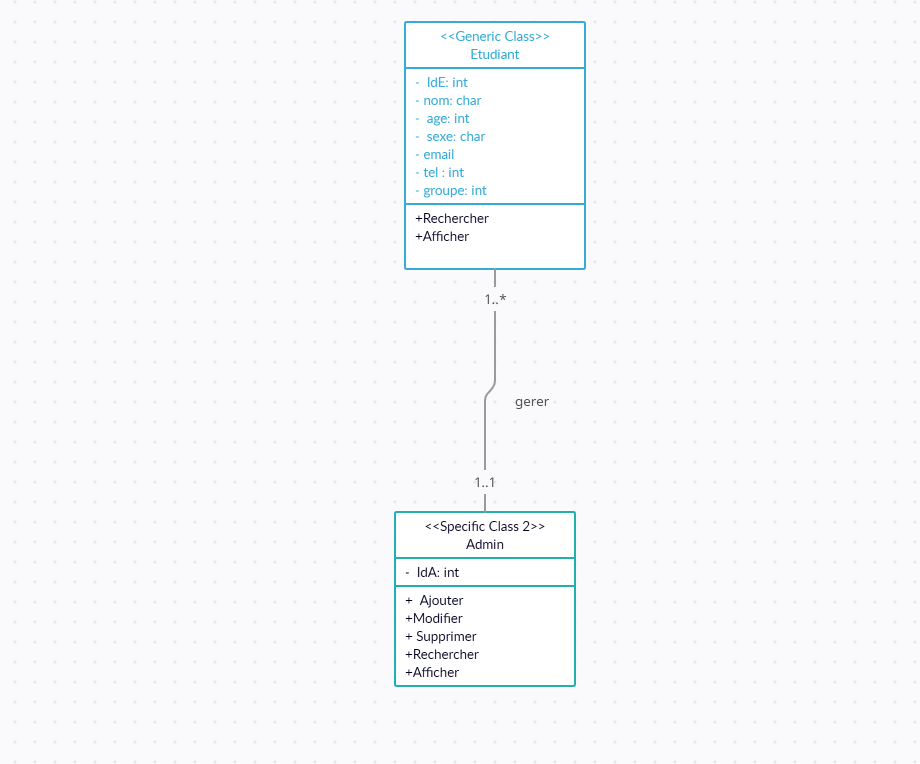 <<Generic Class>>
Etudiant
- IdE: int
- nom: char
- age: int
- sexe: char
- email
- tel : int
- groupe: int
+Rechercher
+Afficher
1..*
gerer
1..1
<<Specific Class 2>>
Admin
- IdA: int
+ Ajouter
+Modifier
+ Supprimer
+Rechercher
+Afficher